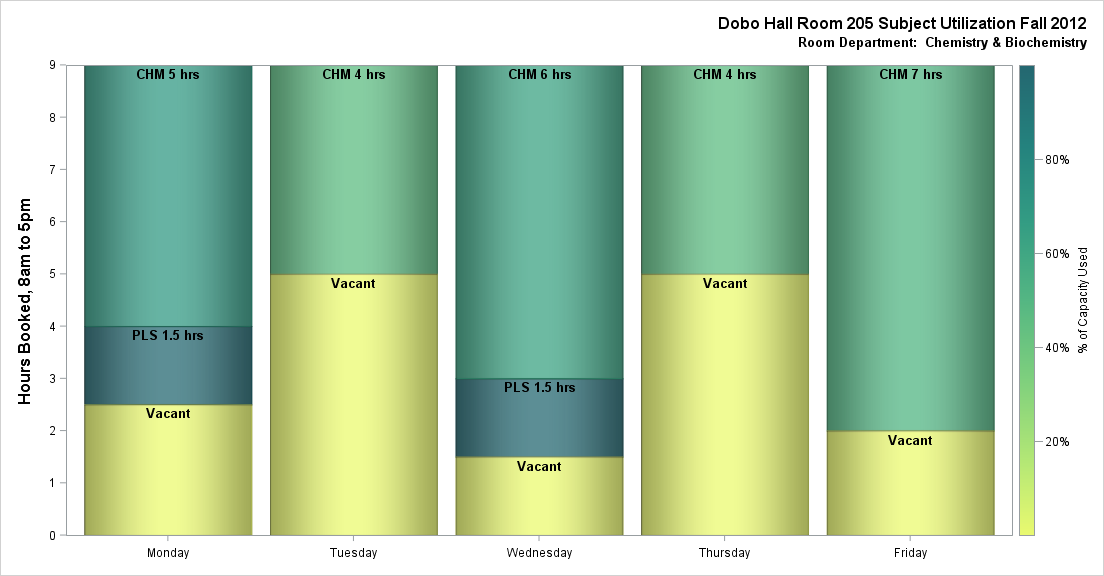 Dobo Hall Room 205 Subject Utilization Fall 2012
Room Department: Chemistry & Biochemistry
Hours Booked, 8am to 5pm
9
8
7
6
5
4
3
2
1
0
CHM 5 hrs
PLS 1.5 hrs
Vacant
CHM 4 hrs
Vacant
CHM 6 hrs
PLS 1.5 hrs
Vacant
CHM 4 hrs
Vacant
CHM 7 hrs
Vacant
Monday
Tuesday
Wednesday
Thursday
Friday
80%
60%
40%
20%
% of Capacity Used